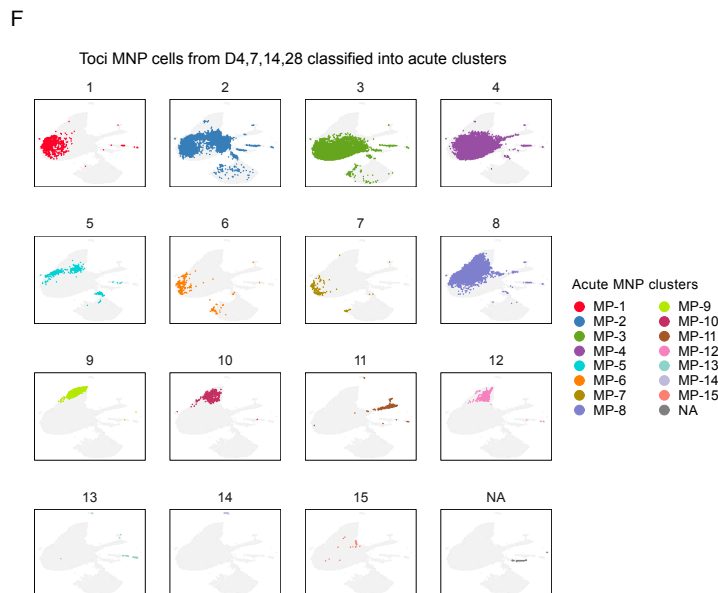 F
Toci MNP cells from D4,7,14,28 classified into acute clusters
1 2 3 4
5 6 7 8
Acute MNP clusters
MP-1 MP-9
MP-2 MP-10
MP-3 MP-11
MP-4 MP-12
MP-5 MP-13
MP-6 MP-14
MP-7 MP-15
MP-8 NA
9 10 11 12
13 14 15 NA